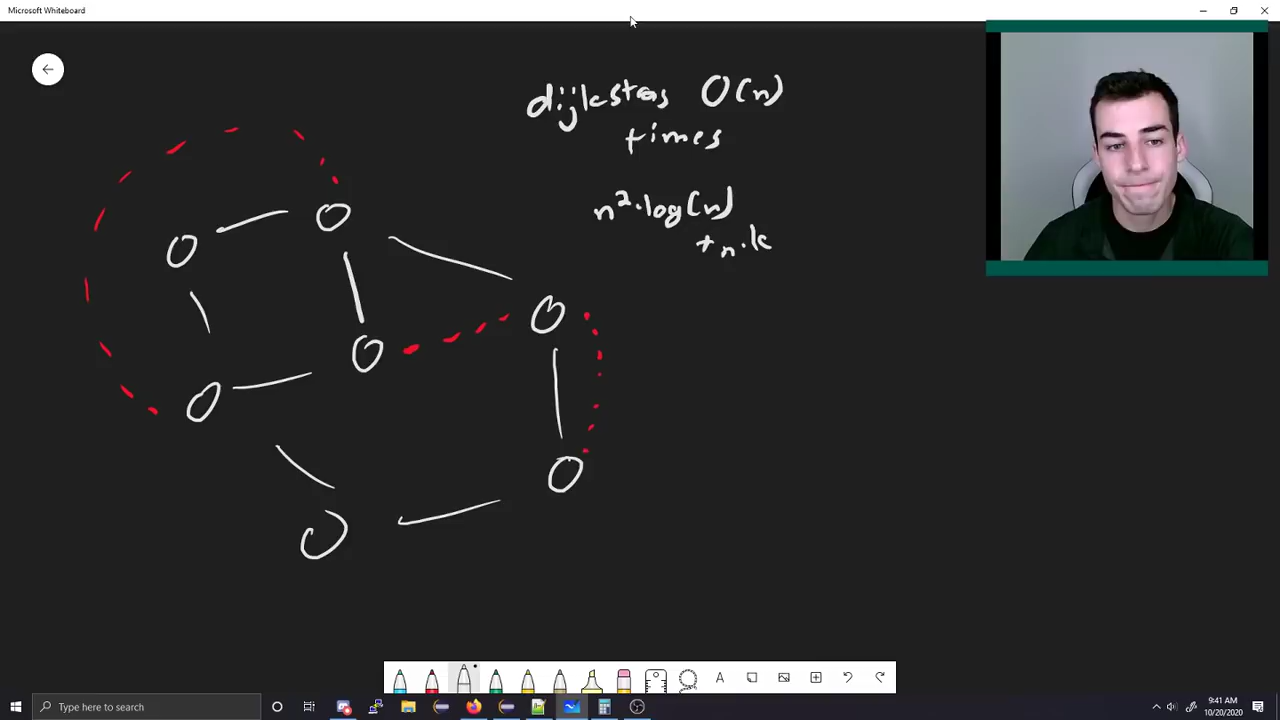 Microsoft Whiteboard
dijkstras O(n)
times
n².log(n)
+n.k
A
Type here to search
9:41 AM
10/20/2020